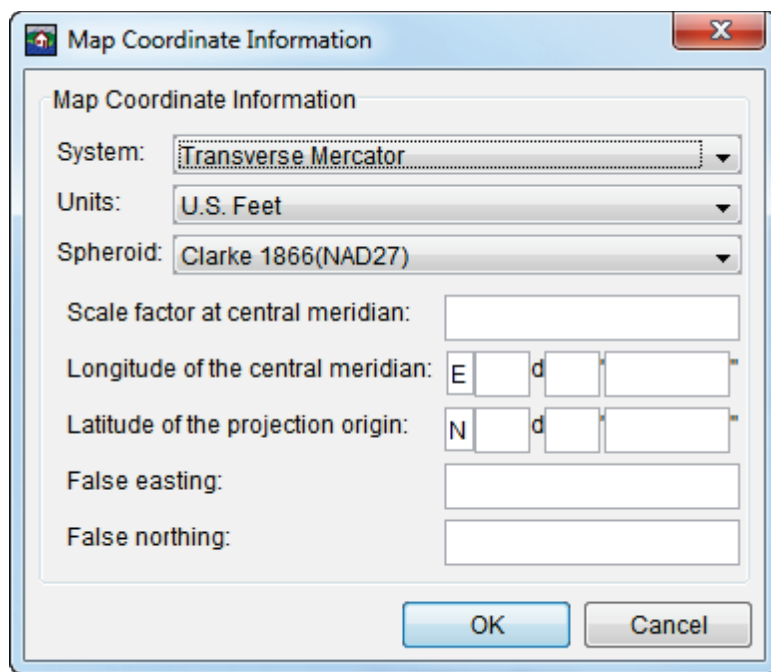 Map Coordinate Information
Map Coordinate Information
System: Transverse Mercator
Units: U.S. Feet
Spheroid: Clarke 1866(NAD27)
Scale factor at central meridian:
Longitude of the central meridian: E d ' "
Latitude of the projection origin: N d ' "
False easting:
False northing:
OK Cancel